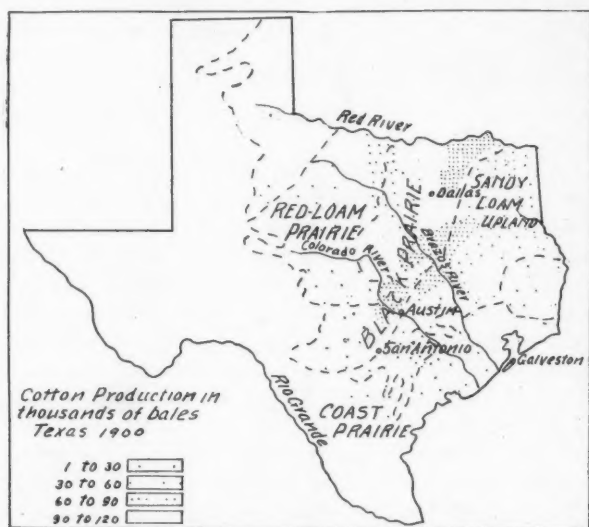 Red River
Dallas
SANDY
LOAM
UPLAND
RED-LOAM
PRAIRIE
BLACK PRAIRIE
Brazos River
Colorado River
Austin
San Antonio
Galveston
COAST
PRAIRIE
Rio Grande
Cotton Production in
thousands of bales
Texas 1900
1 to 30
30 to 60
60 to 90
90 to 120